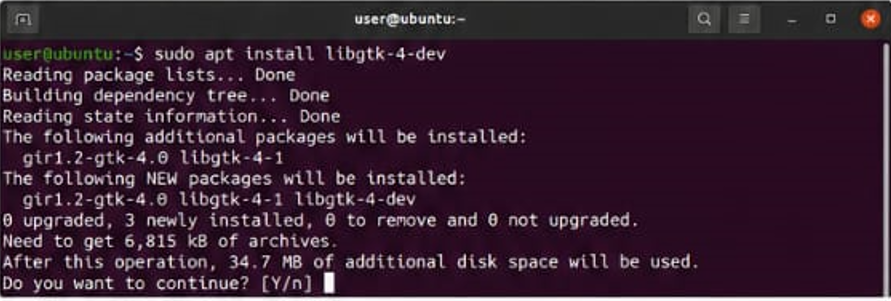 user@ubuntu:~
user@ubuntu:~$ sudo apt install libgtk-4-dev
Reading package lists... Done
Building dependency tree... Done
Reading state information... Done
The following additional packages will be installed:
gir1.2-gtk-4.0 libgtk-4-1
The following NEW packages will be installed:
gir1.2-gtk-4.0 libgtk-4-1 libgtk-4-dev
0 upgraded, 3 newly installed, 0 to remove and 0 not upgraded.
Need to get 6,815 kB of archives.
After this operation, 34.7 MB of additional disk space will be used.
Do you want to continue? [Y/n]